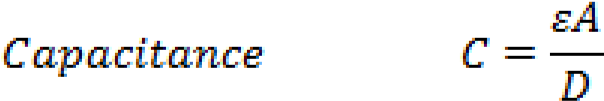 Capacitance C = εA/D